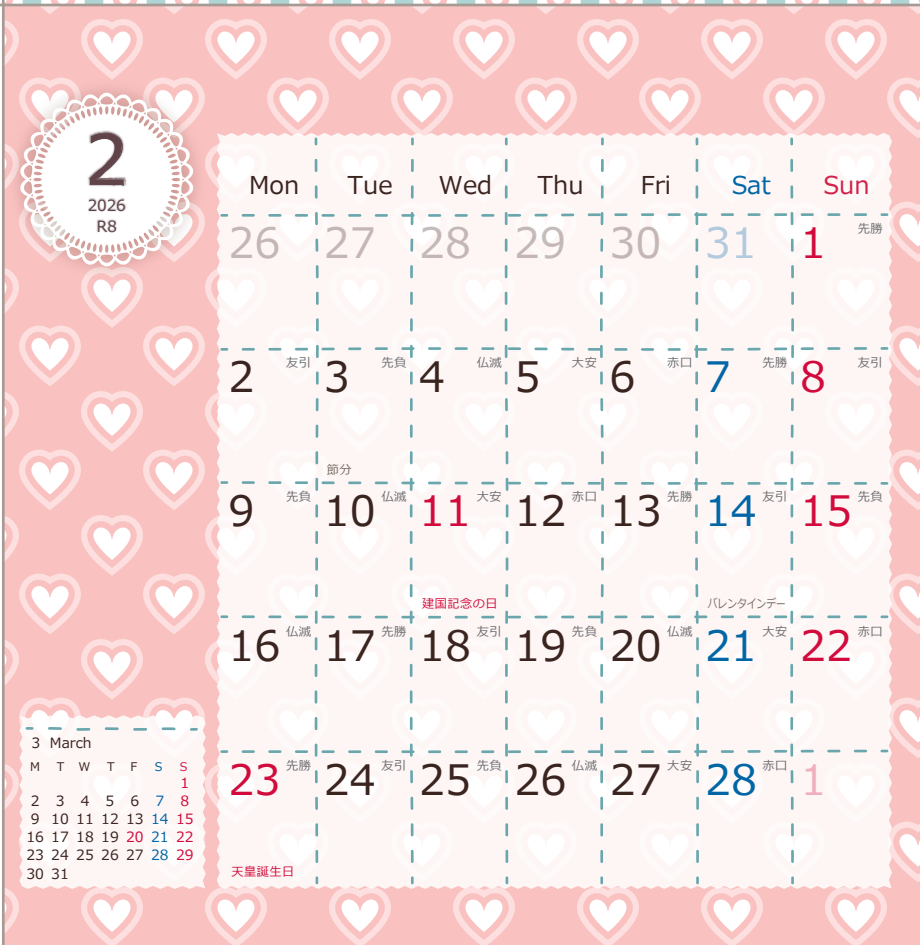 2
2026
R8
Mon Tue Wed Thu Fri Sat Sun
26 27 28 29 30 31 1 先勝
2 友引 3 先負 4 仏滅 5 大安 6 赤口 7 先勝 8 友引
節分
9 先負 10 仏滅 11 大安 12 赤口 13 先勝 14 友引 15 先負
建国記念の日 バレンタインデー
16 仏滅 17 先勝 18 友引 19 先負 20 仏滅 21 大安 22 赤口
23 先勝 24 友引 25 先負 26 仏滅 27 大安 28 赤口 1
天皇誕生日
3 March
M T W T F S S
1
2 3 4 5 6 7 8
9 10 11 12 13 14 15
16 17 18 19 20 21 22
23 24 25 26 27 28 29
30 31